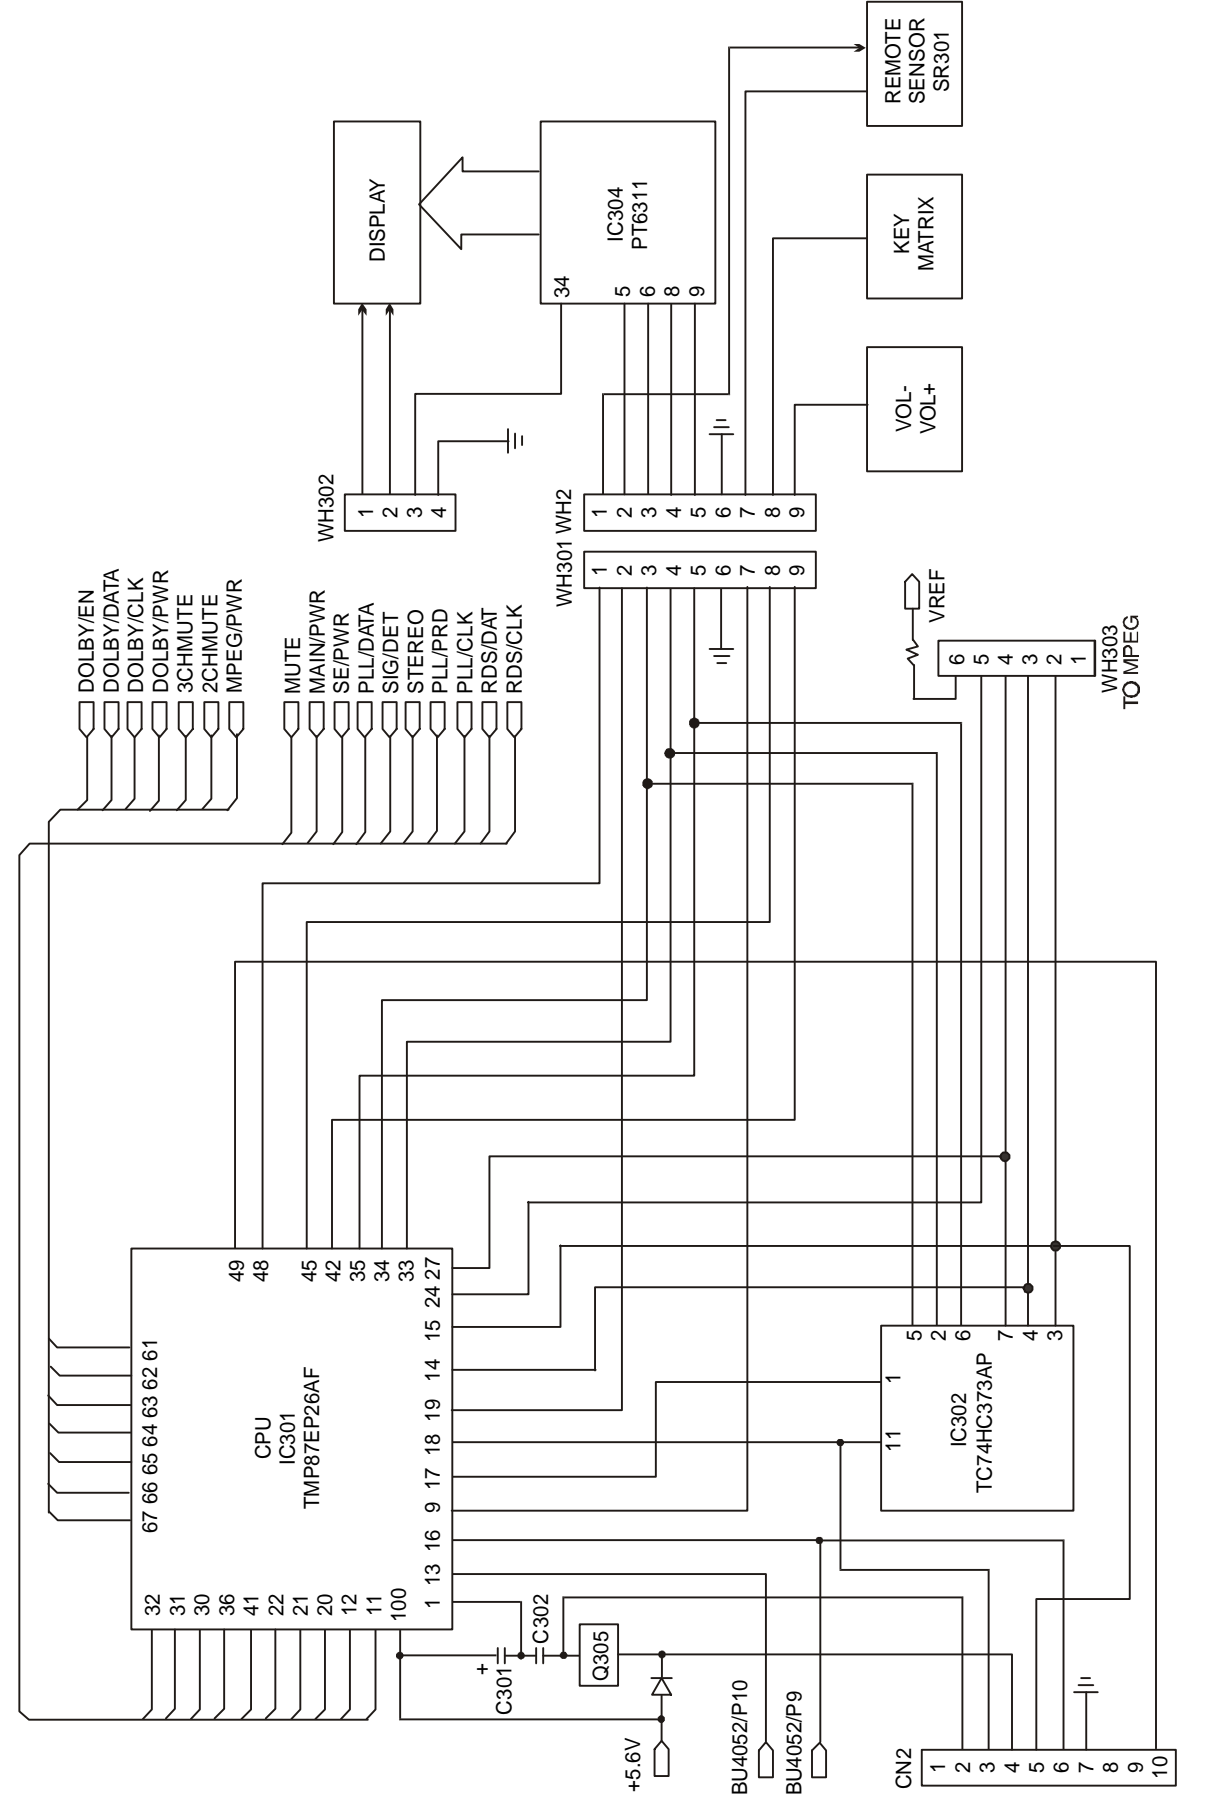 REMOTE
SENSOR
SR301
KEY
MATRIX
VOL-
VOL+
DISPLAY
IC304
PT6311
34
5
6
8
9
WH302
1
2
3
4
WH301 WH2
1
2
3
4
5
6
7
8
9
1
2
3
4
5
6
7
8
9
DOLBY/EN
DOLBY/DATA
DOLBY/CLK
DOLBY/PWR
3CHMUTE
2CHMUTE
MPEG/PWR
MUTE
MAIN/PWR
SE/PWR
PLL/DATA
SIG/DET
STEREO
PLL/PRD
PLL/CLK
RDS/DAT
RDS/CLK
VREF
6
5
4
3
2
1
WH303
TO MPEG
CPU
IC301
TMP87EP26AF
49
48
45
42
35
34
33
67 66 65 64 63 62 61
32
31
30
36
41
22
21
20
12
11
100
1 13 16 9 17 18 19 14 15 24 27
IC302
TC74HC373AP
11
1
5
2
6
7
4
3
+
C301
C302
Q305
+5.6V
BU4052/P10
BU4052/P9
CN2
1
2
3
4
5
6
7
8
9
10